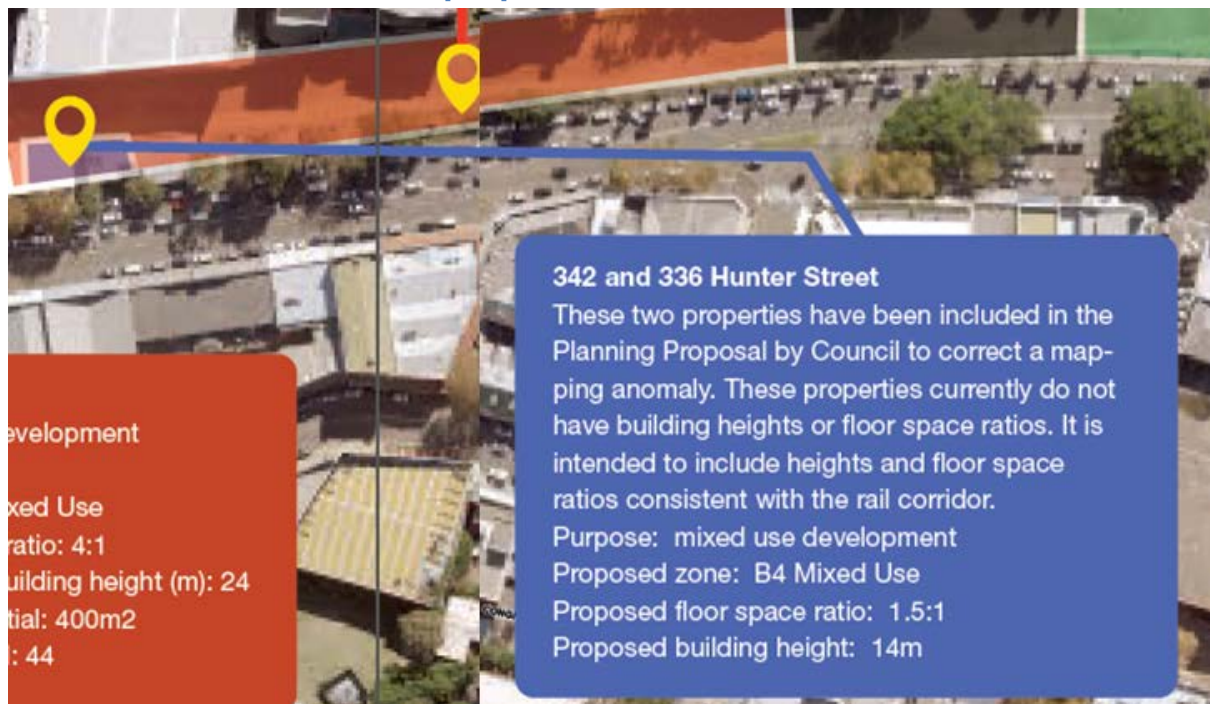 evelopment
xed Use
ratio: 4:1
uilding height (m): 24
tial: 400m2
: 44
342 and 336 Hunter Street
These two properties have been included in the
Planning Proposal by Council to correct a map-
ping anomaly. These properties currently do not
have building heights or floor space ratios. It is
intended to include heights and floor space
ratios consistent with the rail corridor.
Purpose: mixed use development
Proposed zone: B4 Mixed Use
Proposed floor space ratio: 1.5:1
Proposed building height: 14m